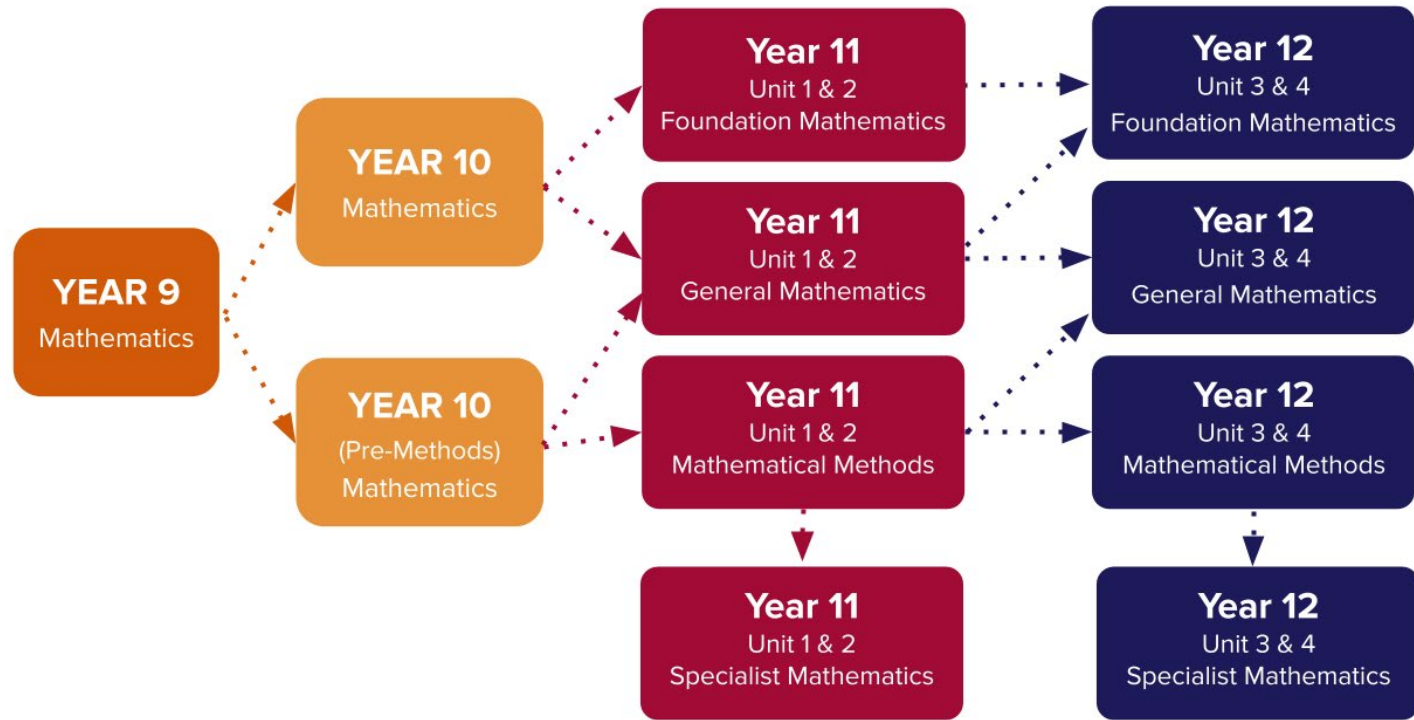 YEAR 9
Mathematics
YEAR 10
Mathematics
YEAR 10
(Pre-Methods)
Mathematics
Year 11
Unit 1 & 2
Foundation Mathematics
Year 11
Unit 1 & 2
General Mathematics
Year 11
Unit 1 & 2
Mathematical Methods
Year 11
Unit 1 & 2
Specialist Mathematics
Year 12
Unit 3 & 4
Foundation Mathematics
Year 12
Unit 3 & 4
General Mathematics
Year 12
Unit 3 & 4
Mathematical Methods
Year 12
Unit 3 & 4
Specialist Mathematics